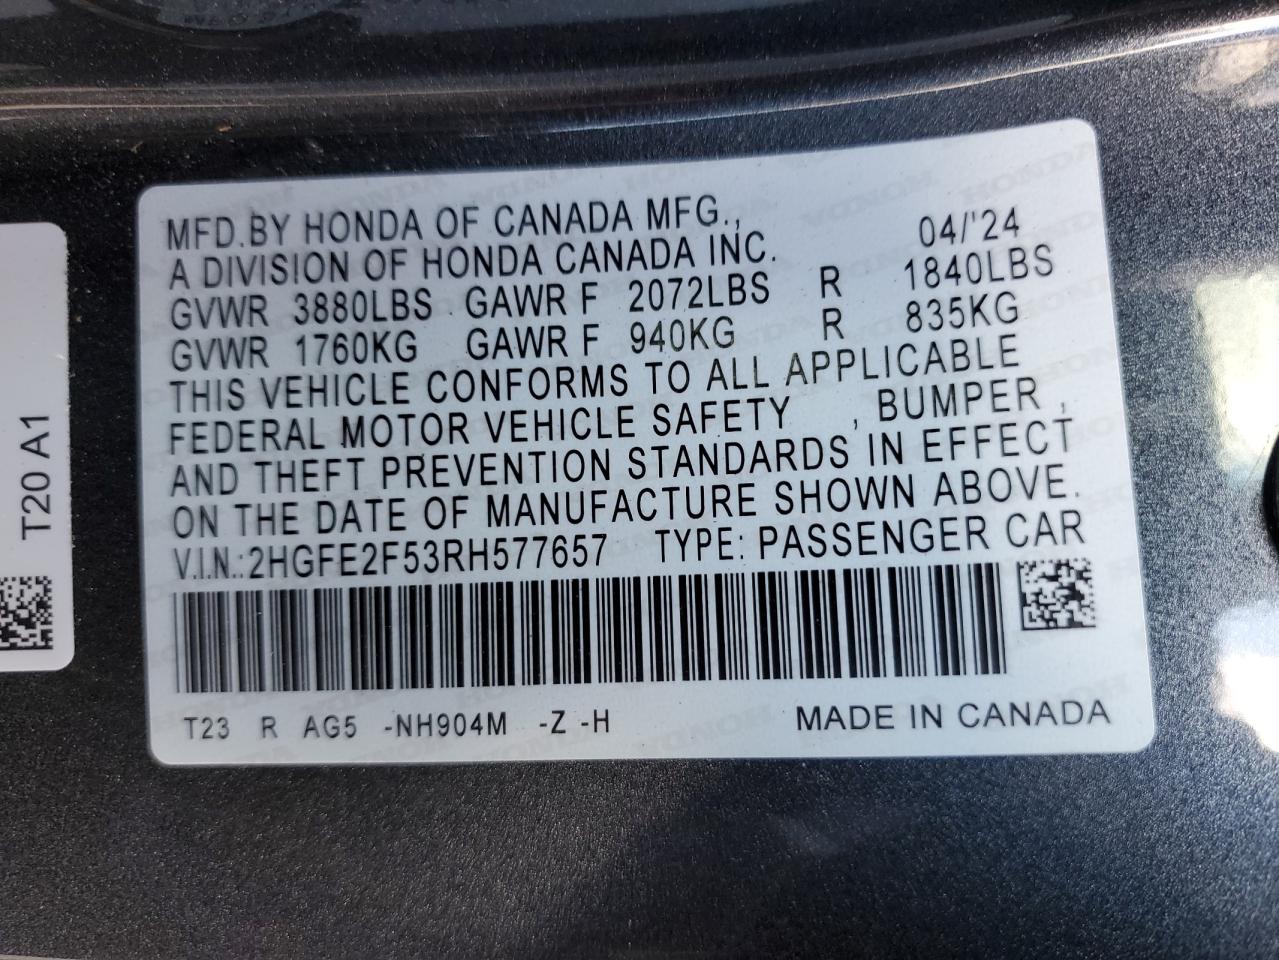 MFD.BY HONDA OF CANADA MFG., 04/'24
A DIVISION OF HONDA CANADA INC.
GVWR 3880LBS GAWR F 2072LBS R 1840LBS
GVWR 1760KG GAWR F 940KG R 835KG
THIS VEHICLE CONFORMS TO ALL APPLICABLE
FEDERAL MOTOR VEHICLE SAFETY , BUMPER ,
AND THEFT PREVENTION STANDARDS IN EFFECT
ON THE DATE OF MANUFACTURE SHOWN ABOVE.
V.I.N.:2HGFE2F53RH577657 TYPE: PASSENGER CAR
T23 R AG5 -NH904M -Z -H MADE IN CANADA
T20 A1